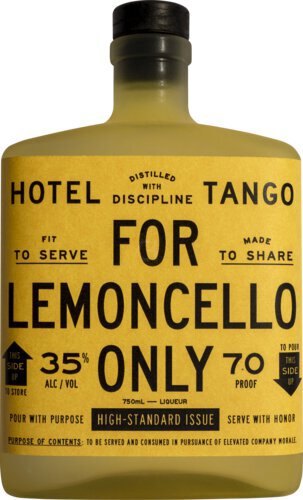 DISTILLED
WITH
HOTEL DISCIPLINE TANGO
FIT
TO SERVE
FOR
MADE
TO SHARE
LEMONCELLO
THIS
SIDE
UP
TO STORE
35%
ALC / VOL
ONLY
70
PROOF
TO POUR
THIS
SIDE
UP
750mL — LIQUEUR
POUR WITH PURPOSE HIGH-STANDARD ISSUE SERVE WITH HONOR
PURPOSE OF CONTENTS: TO BE SERVED AND CONSUMED IN PURSUANCE OF ELEVATED COMPANY MORALE.